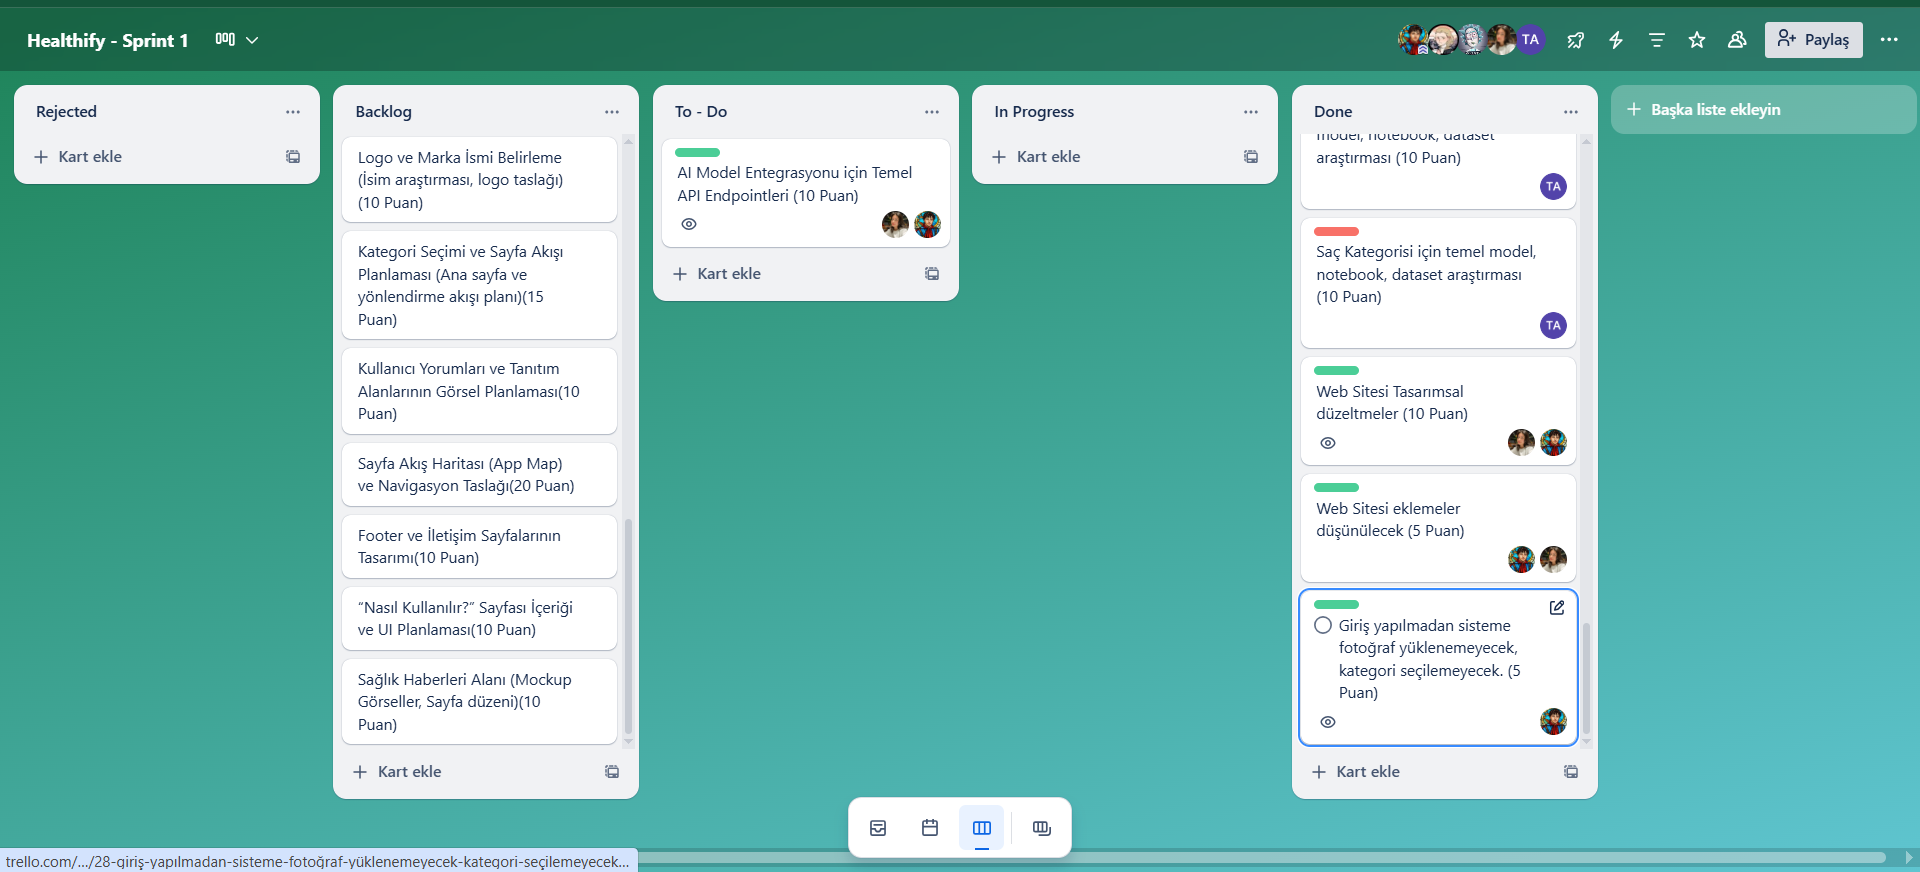 Healthify - Sprint 1
TA
Paylaş
Rejected
Kart ekle
Backlog
Logo ve Marka İsmi Belirleme
(İsim araştırması, logo taslağı)
(10 Puan)
Kategori Seçimi ve Sayfa Akışı
Planlaması (Ana sayfa ve
yönlendirme akışı planı)(15
Puan)
Kullanıcı Yorumları ve Tanıtım
Alanlarının Görsel Planlaması(10
Puan)
Sayfa Akış Haritası (App Map)
ve Navigasyon Taslağı(20 Puan)
Footer ve İletişim Sayfalarının
Tasarımı(10 Puan)
“Nasıl Kullanılır?” Sayfası İçeriği
ve UI Planlaması(10 Puan)
Sağlık Haberleri Alanı (Mockup
Görseller, Sayfa düzeni)(10
Puan)
Kart ekle
To - Do
AI Model Entegrasyonu için Temel
API Endpointleri (10 Puan)
Kart ekle
In Progress
Kart ekle
Done
model, notebook, dataset
araştırması (10 Puan)
TA
Saç Kategorisi için temel model,
notebook, dataset araştırması
(10 Puan)
TA
Web Sitesi Tasarımsal
düzeltmeler (10 Puan)
Web Sitesi eklemeler
düşünülecek (5 Puan)
Giriş yapılmadan sisteme
fotoğraf yüklenemeyecek,
kategori seçilemeyecek. (5
Puan)
Kart ekle
Başka liste ekleyin
trello.com/.../28-giriş-yapılmadan-sisteme-fotoğraf-yüklenemeyecek-kategori-seçilemeyecek...